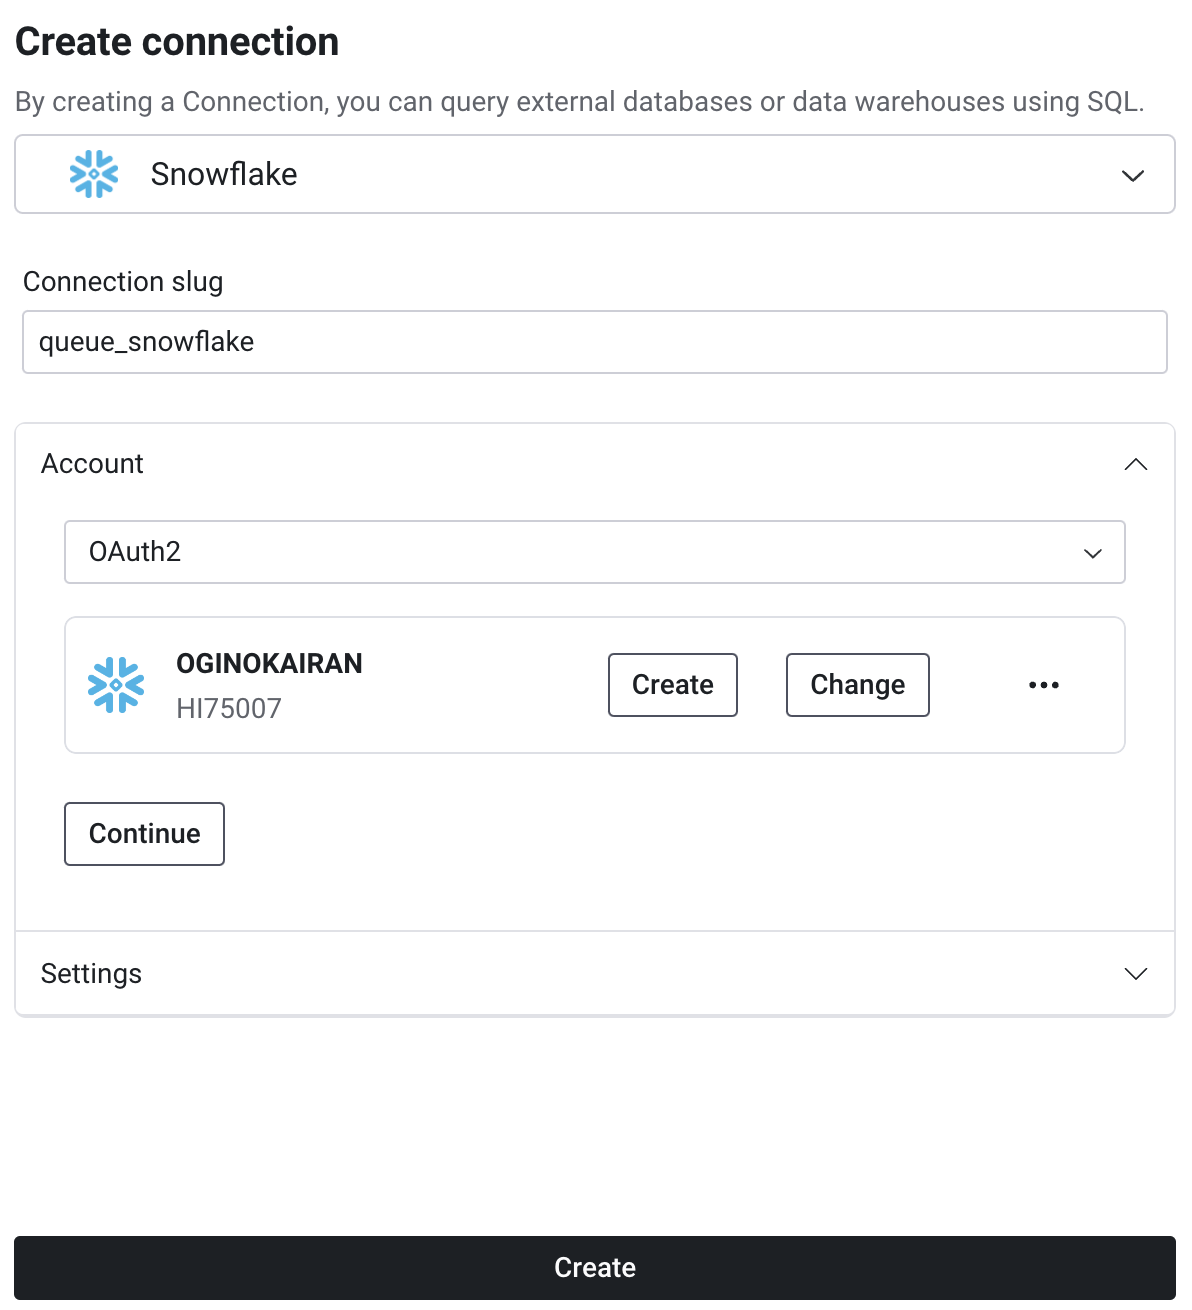 Create connection
By creating a Connection, you can query external databases or data warehouses using SQL.
Snowflake
Connection slug
queue_snowflake
Account
OAuth2
OGINOKAIRAN
HI75007
Create
Change
Continue
Settings
Create